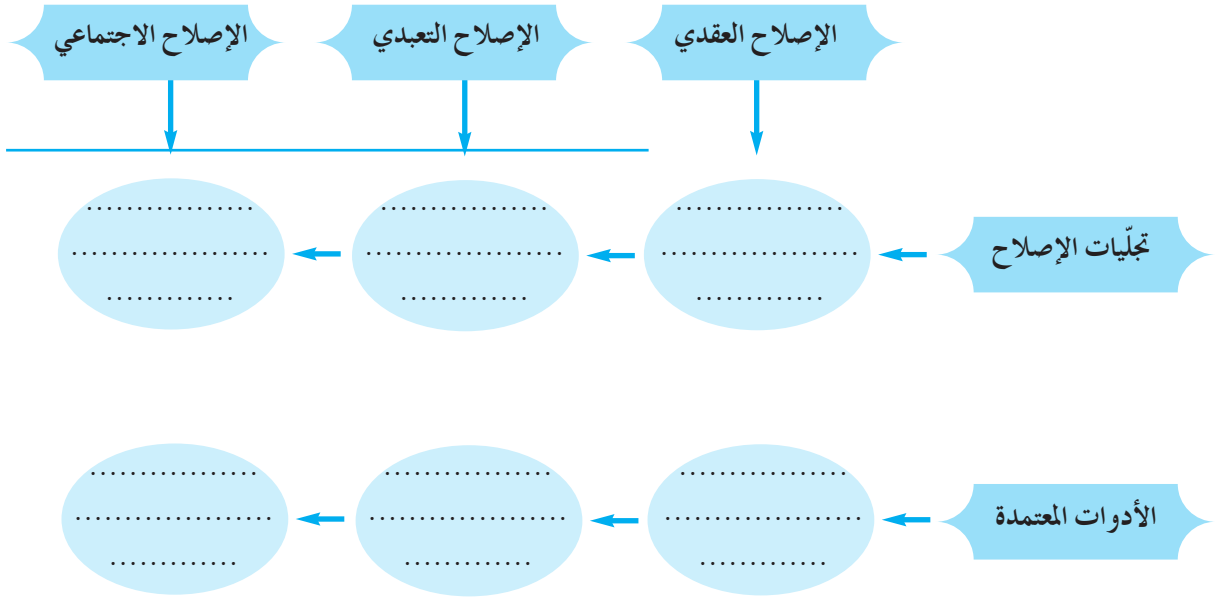 الإصلاح العقدي
الإصلاح التعبدي
الإصلاح الاجتماعي
................. ................. .................
تجلّيات الإصلاح
.................... .................... ....................
............. ............. .............
................. ................. .................
الأدوات المعتمدة
.................... .................... ....................
............. ............. .............